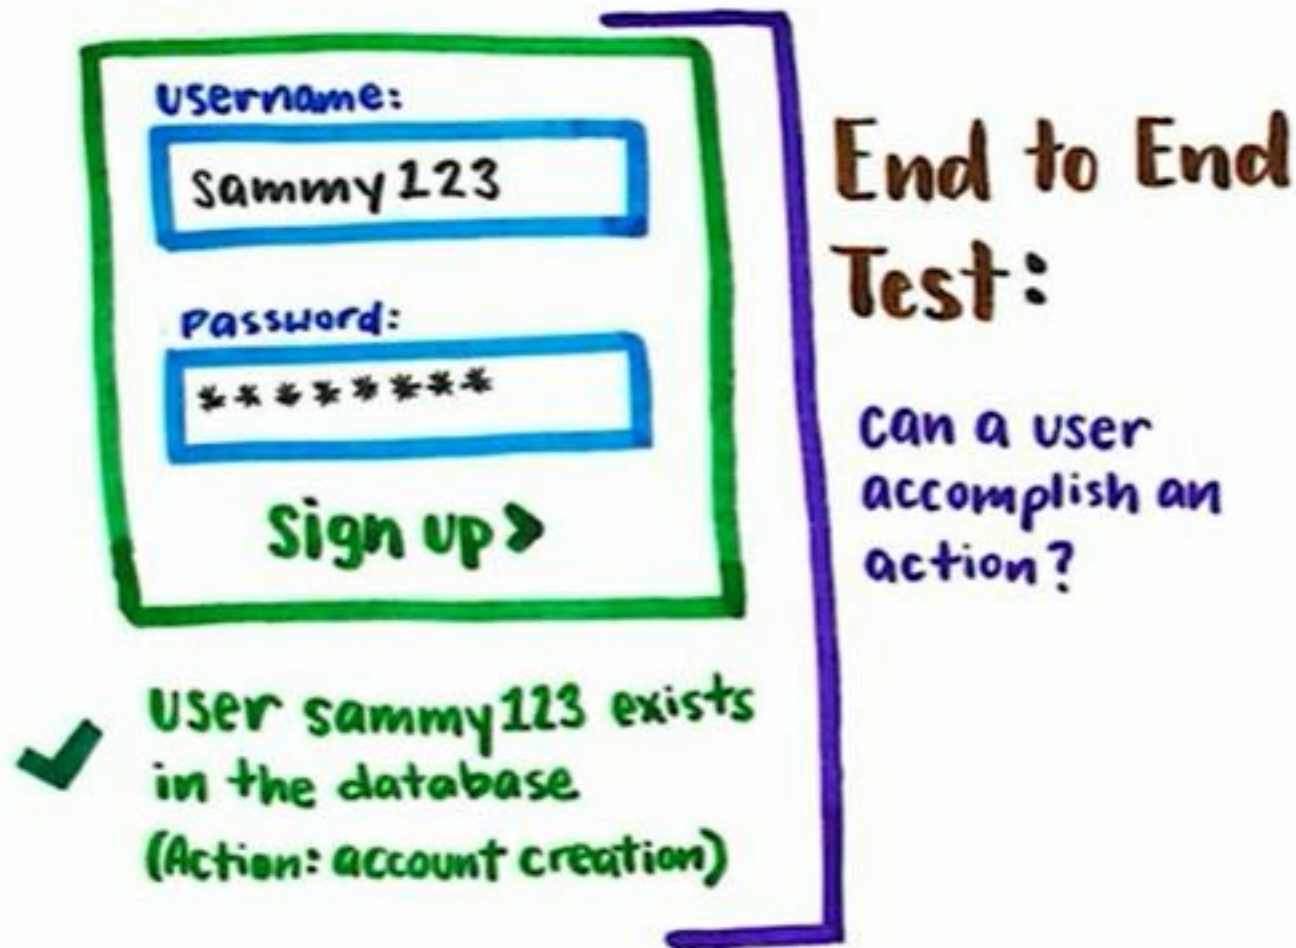 username:
sammy123
password:
********
sign up >
User sammy123 exists
in the database
(Action: account creation)
End to End
Test:
can a user
accomplish an
action?